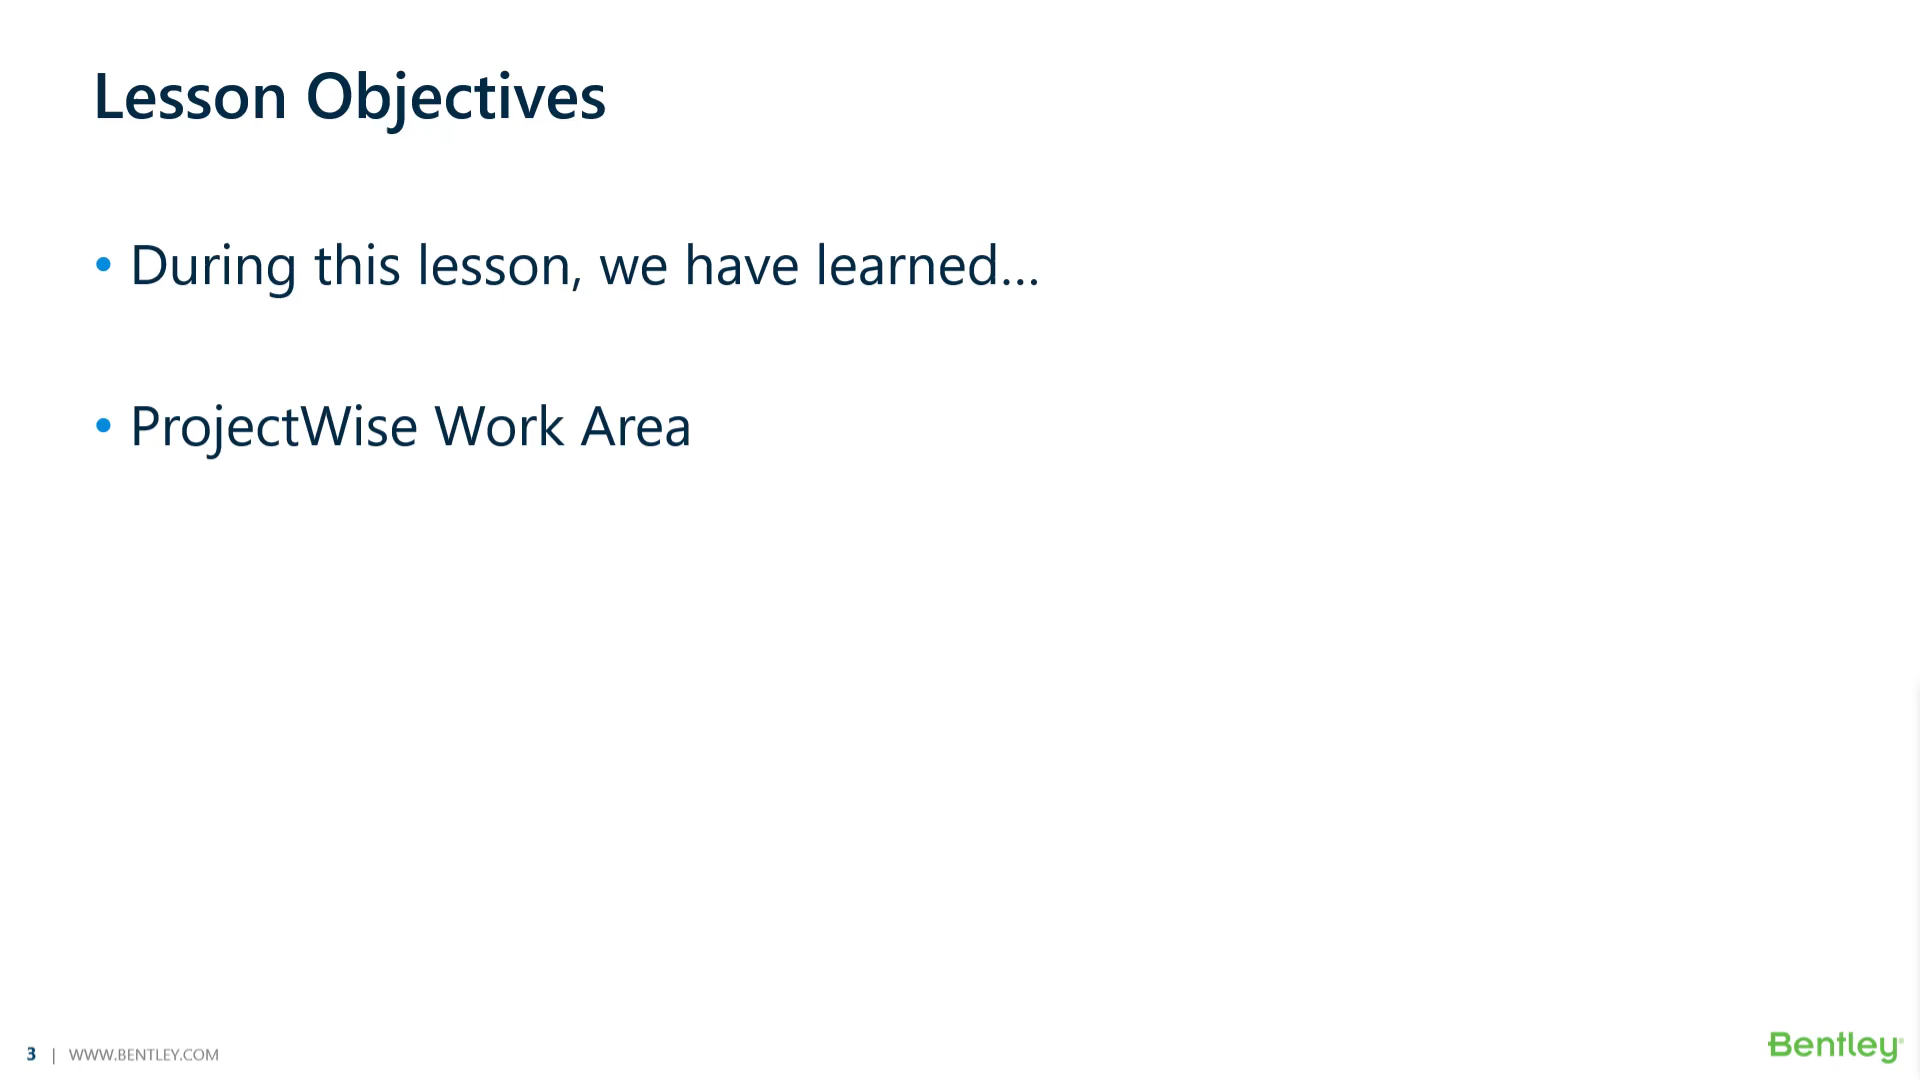 Lesson Objectives
• During this lesson, we have learned...
• ProjectWise Work Area
3 | WWW.BENTLEY.COM
Bentley